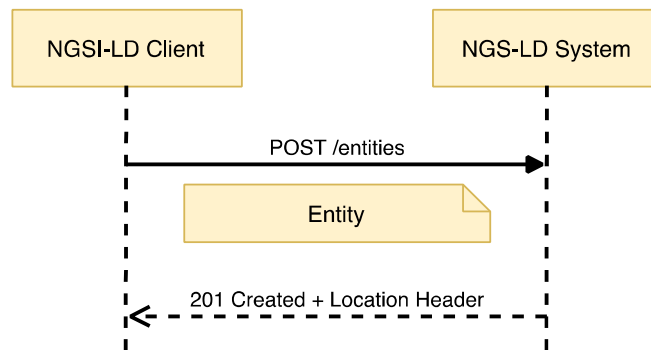 NGSI-LD Client
NGS-LD System
POST /entities
Entity
201 Created + Location Header